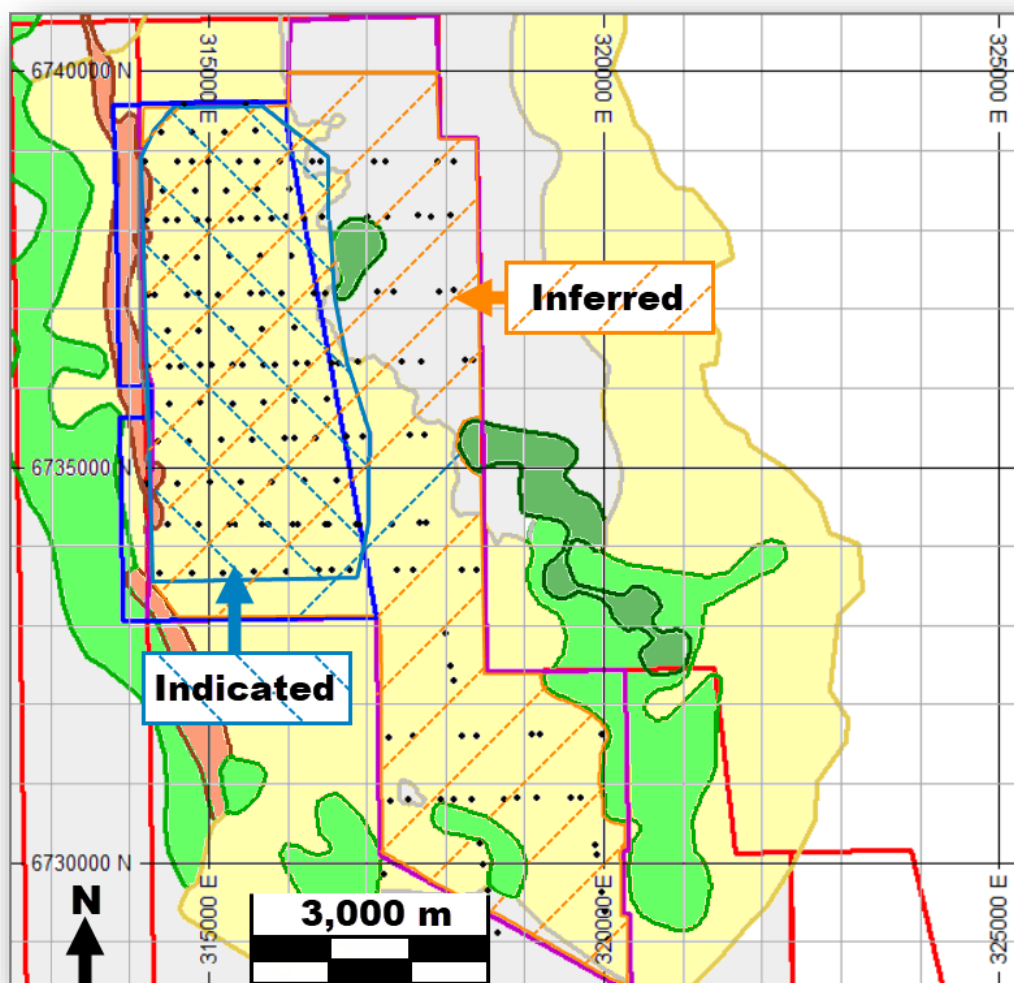 315000 E
320000 E
325000 E
6740000 N
Inferred
6735000 N
Indicated
6730000 N
N
315000 E
320000 E
325000 E
3,000 m